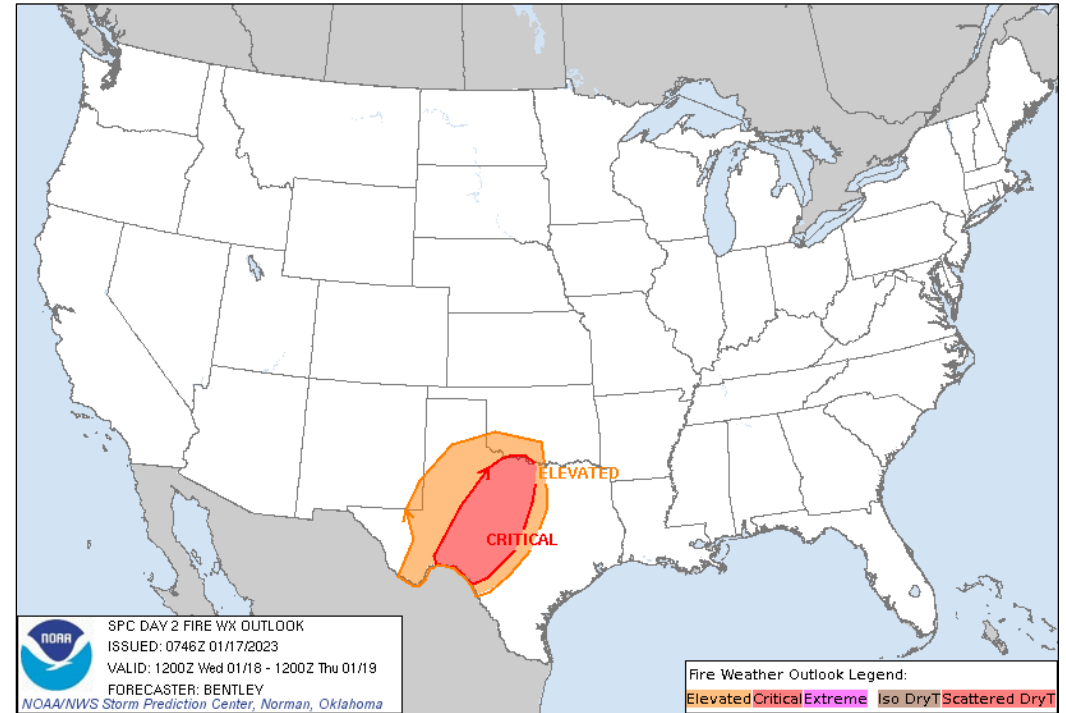 ELEVATED
CRITICAL
NOAA
SPC DAY 2 FIRE WX OUTLOOK
ISSUED: 0746Z 01/17/2023
VALID: 1200Z Wed 01/18 - 1200Z Thu 01/19
FORECASTER: BENTLEY
NOAA/NWS Storm Prediction Center, Norman, Oklahoma
Fire Weather Outlook Legend:
Elevated Critical Extreme Iso DryT Scattered DryT